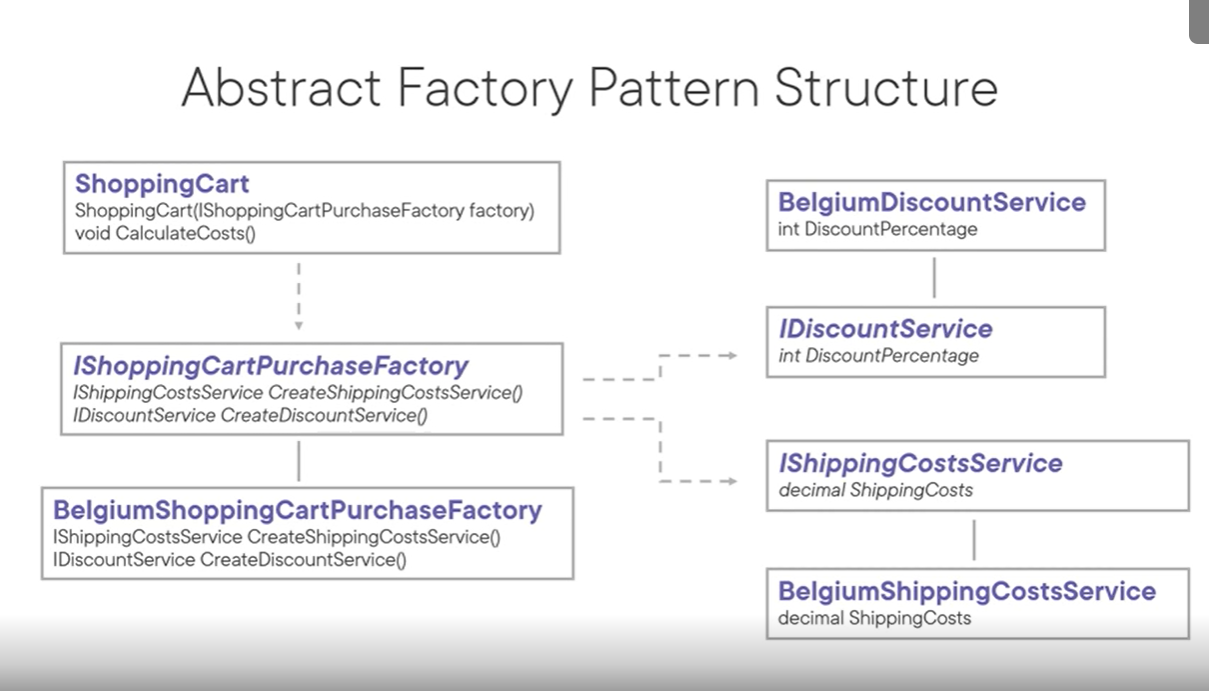 Abstract Factory Pattern Structure
ShoppingCart
ShoppingCart(IShoppingCartPurchaseFactory factory)
void CalculateCosts()
IShoppingCartPurchaseFactory
IShippingCostsService CreateShippingCostsService()
IDiscountService CreateDiscountService()
BelgiumShoppingCartPurchaseFactory
IShippingCostsService CreateShippingCostsService()
IDiscountService CreateDiscountService()
BelgiumDiscountService
int DiscountPercentage
IDiscountService
int DiscountPercentage
IShippingCostsService
decimal ShippingCosts
BelgiumShippingCostsService
decimal ShippingCosts